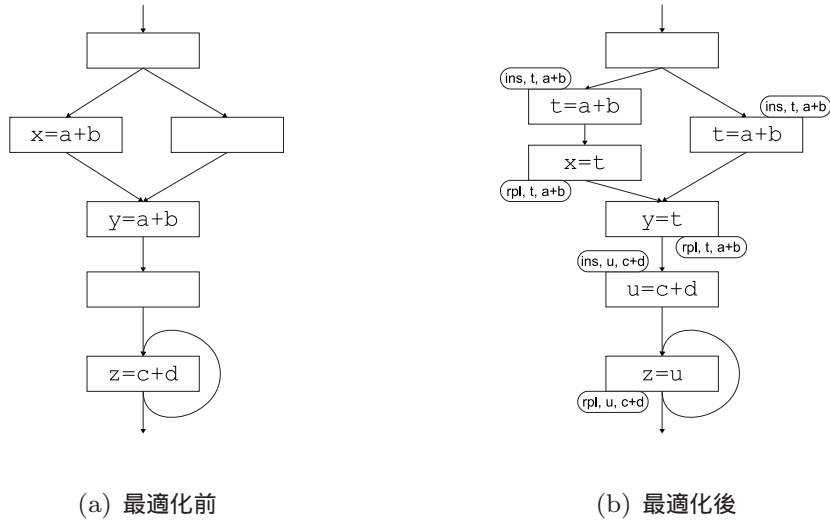 x=a+b
y=a+b
z=c+d
(a) 最適化前
ins, t, a+b
t=a+b
ins, t, a+b
t=a+b
x=t
rpl, t, a+b
y=t
rpl, t, a+b
ins, u, c+d
u=c+d
z=u
rpl, u, c+d
(b) 最適化後